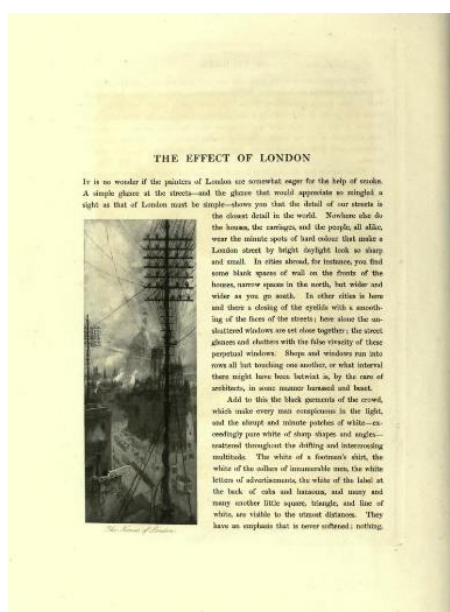 THE EFFECT OF LONDON
It is no wonder if the painters of London are somewhat eager for the help of smoke.
A simple glance at the streets—and the glance that would appreciate so mingled a
sight as that of London must be simple—shows you that the detail of our streets is
the closest detail in the world. Nowhere else do
the houses, the carriages, and the people, all alike,
wear the minute spots of hard colour that make a
London street by bright daylight look so sharp
and small. In cities abroad, for instance, you find
some blank spaces of wall on the fronts of the
houses, narrow spaces in the north, but wider and
wider as you go south. In other cities is here
and there a closing of the eyelids with a smooth-
ing of the faces of the streets; here alone the un-
shuttered windows are set close together; the street
glances and chatters with the false vivacity of these
perpetual windows. Shops and windows run into
rows all but touching one another, or what interval
there might have been betwixt is, by the care of
architects, in some manner harassed and beset.
Add to this the black garments of the crowd,
which make every man conspicuous in the light,
and the abrupt and minute patches of white—ex-
ceedingly pure white of sharp shapes and angles—
scattered throughout the drifting and intercrossing
multitude. The white of a footman's shirt, the
white of the collars of innumerable men, the white
letters of advertisements, the white of the label at
the back of cabs and hansoms, and many and
many another little square, triangle, and line of
white, are visible to the utmost distances. They
have an emphasis that is never softened; nothing,
The Nerves of London.